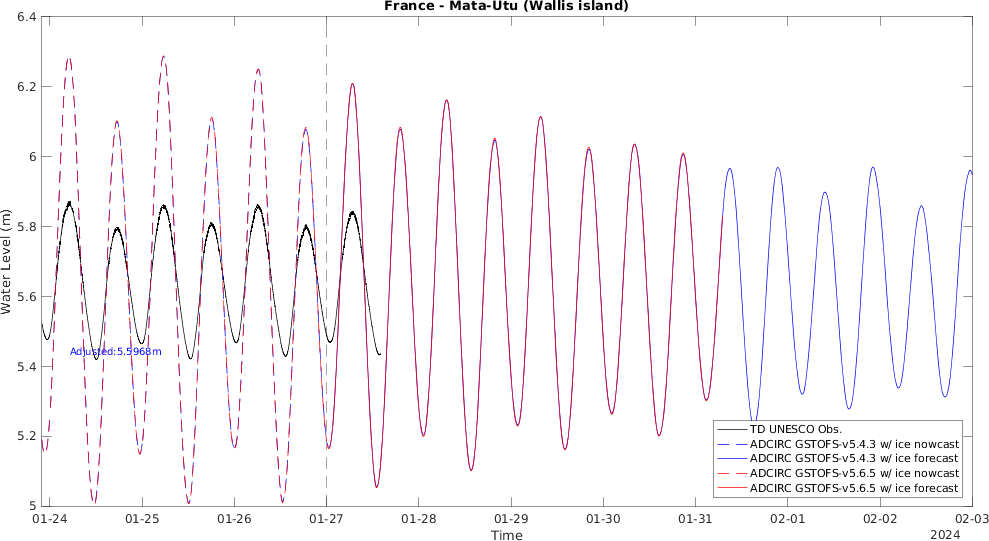 France - Mata-Utu (Wallis island)
6.4
6.2
6
5.8
5.6
5.4
5.2
5
Water Level (m)
Adjusted:5.5968m
TD UNESCO Obs.
ADCIRC GSTOFS-v5.4.3 w/ ice nowcast
ADCIRC GSTOFS-v5.4.3 w/ ice forecast
ADCIRC GSTOFS-v5.6.5 w/ ice nowcast
ADCIRC GSTOFS-v5.6.5 w/ ice forecast
01-24 01-25 01-26 01-27 01-28 01-29 01-30 01-31 02-01 02-02 02-03
Time
2024